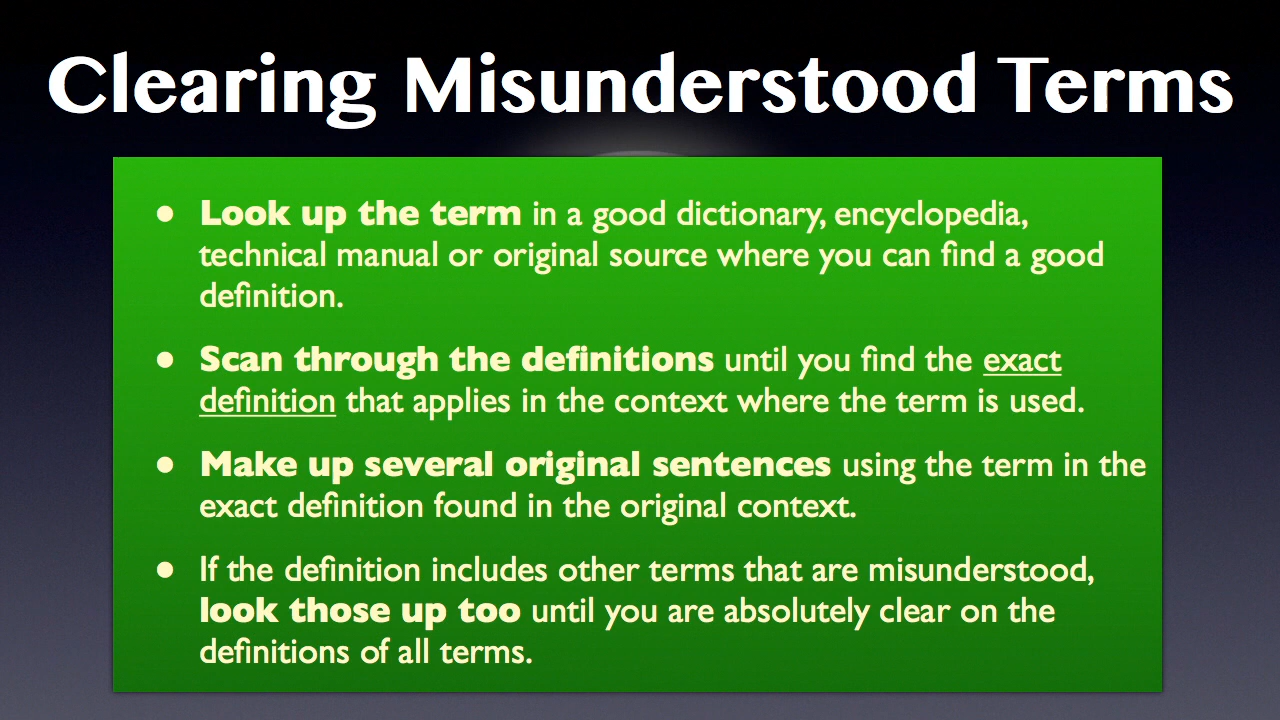 Clearing Misunderstood Terms
• Look up the term in a good dictionary, encyclopedia,
technical manual or original source where you can find a good
definition.
• Scan through the definitions until you find the exact
definition that applies in the context where the term is used.
• Make up several original sentences using the term in the
exact definition found in the original context.
• If the definition includes other terms that are misunderstood,
look those up too until you are absolutely clear on the
definitions of all terms.